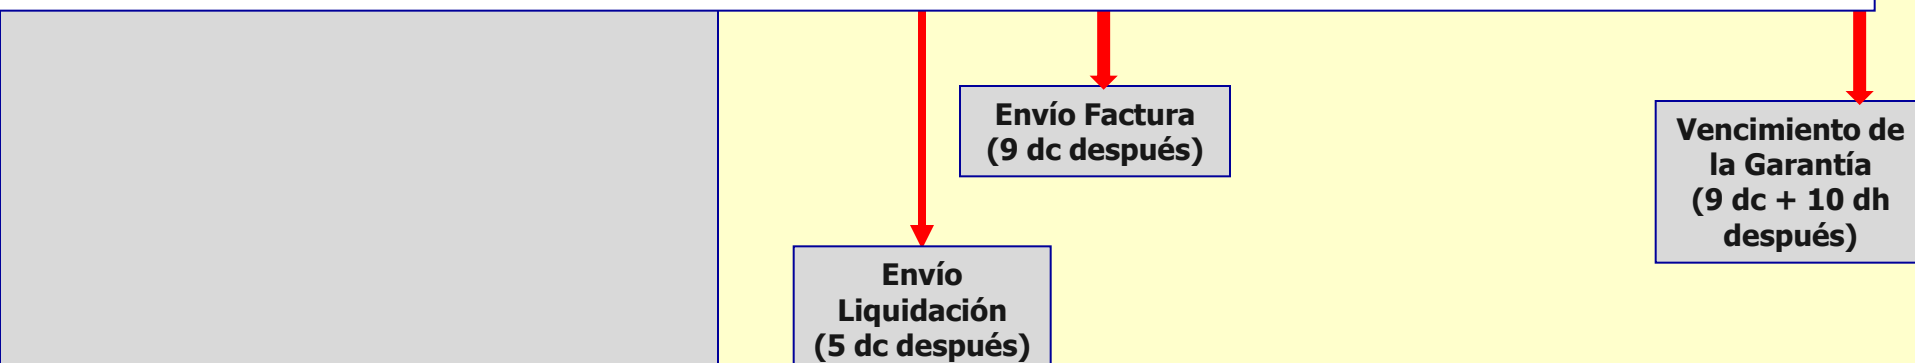 Envío Factura
(9 dc después)
Vencimiento de
la Garantía
(9 dc + 10 dh
después)
Envío
Liquidación
(5 dc después)